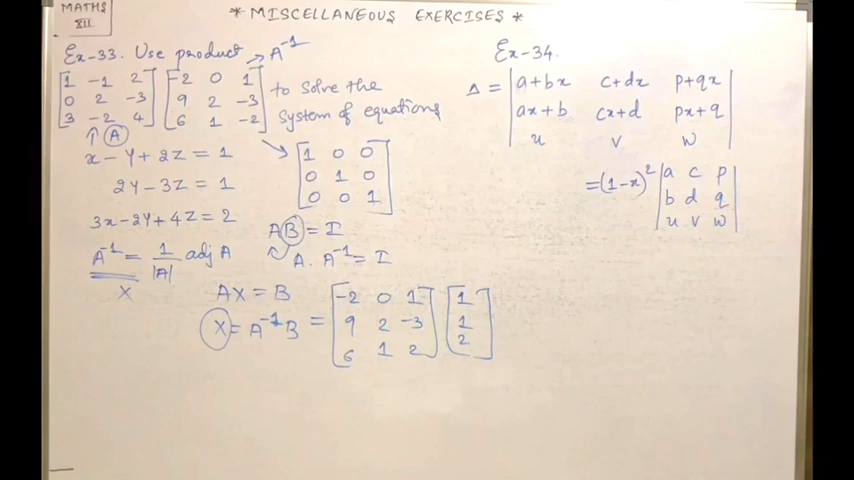 MATHS
XII
* MISCELLANEOUS EXERCISES *
Ex-33. Use product → A⁻¹
[1 -1 2] [-2 0 1]
[0 2 -3] [9 2 -3]
[3 -2 4] [6 1 -2]
to solve the
system of equations
↑ A
x - y + 2z = 1
2y - 3z = 1
3x - 2y + 4z = 2
[1 0 0]
[0 1 0]
[0 0 1]
AB = I
A. A⁻¹ = I
A⁻¹ = 1/|A| adj A
x
AX = B
X = A⁻¹B = [-2 0 1] [1]
[9 2 -3] [1]
[6 1 2] [2]
Ex-34.
Δ = |a+bx c+dx p+qx|
|ax+b cx+d px+q|
|u v w|
= (1-x)² |a c p|
|b d q|
|u v w|